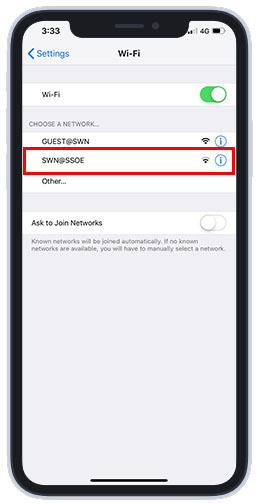 3:33 4G
Settings Wi-Fi
Wi-Fi
CHOOSE A NETWORK...
GUEST@SWN
SWN@SSOE
Other...
Ask to Join Networks
Known networks will be joined automatically. If no known
networks are available, you will have to manually select a network.